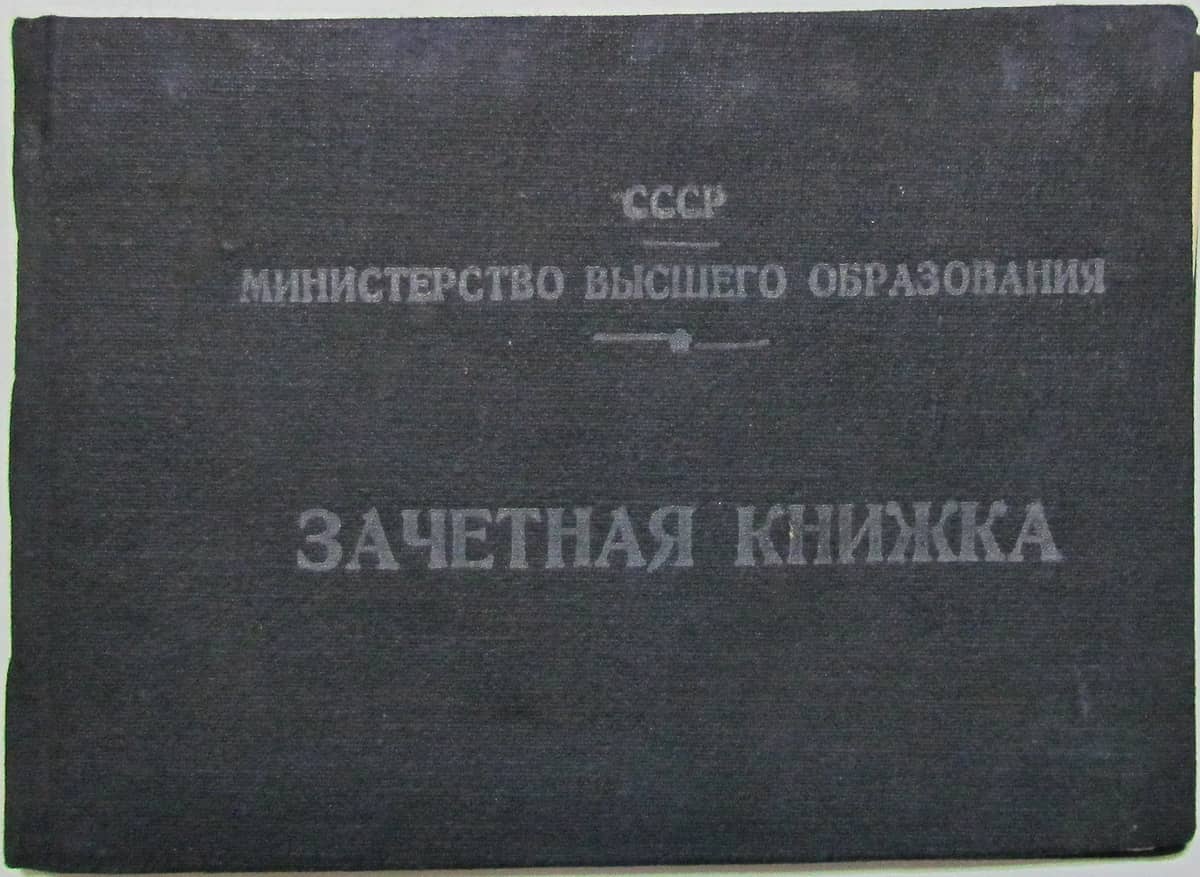 СССР
МИНИСТЕРСТВО ВЫСШЕГО ОБРАЗОВАНИЯ
ЗАЧЕТНАЯ КНИЖКА